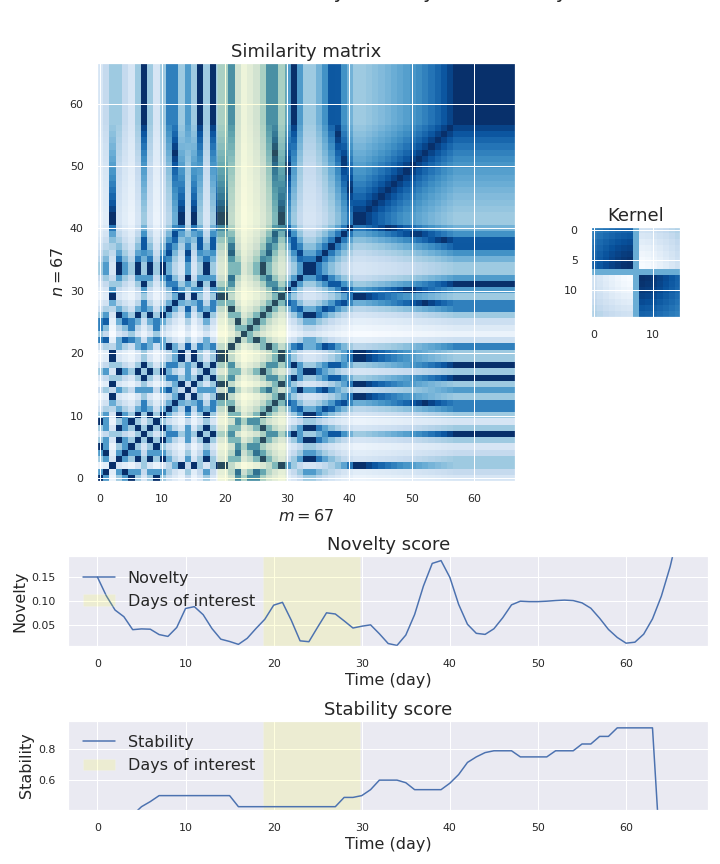 Similarity matrix
60
50
40
30
20
10
0
n = 67
0 10 20 30 40 50 60
m = 67
Kernel
0
5
10
0 10
Novelty score
Novelty
0.15
0.10
0.05
Novelty
Days of interest
0 10 20 30 40 50 60
Time (day)
Stability score
Stability
0.8
0.6
Stability
Days of interest
0 10 20 30 40 50 60
Time (day)